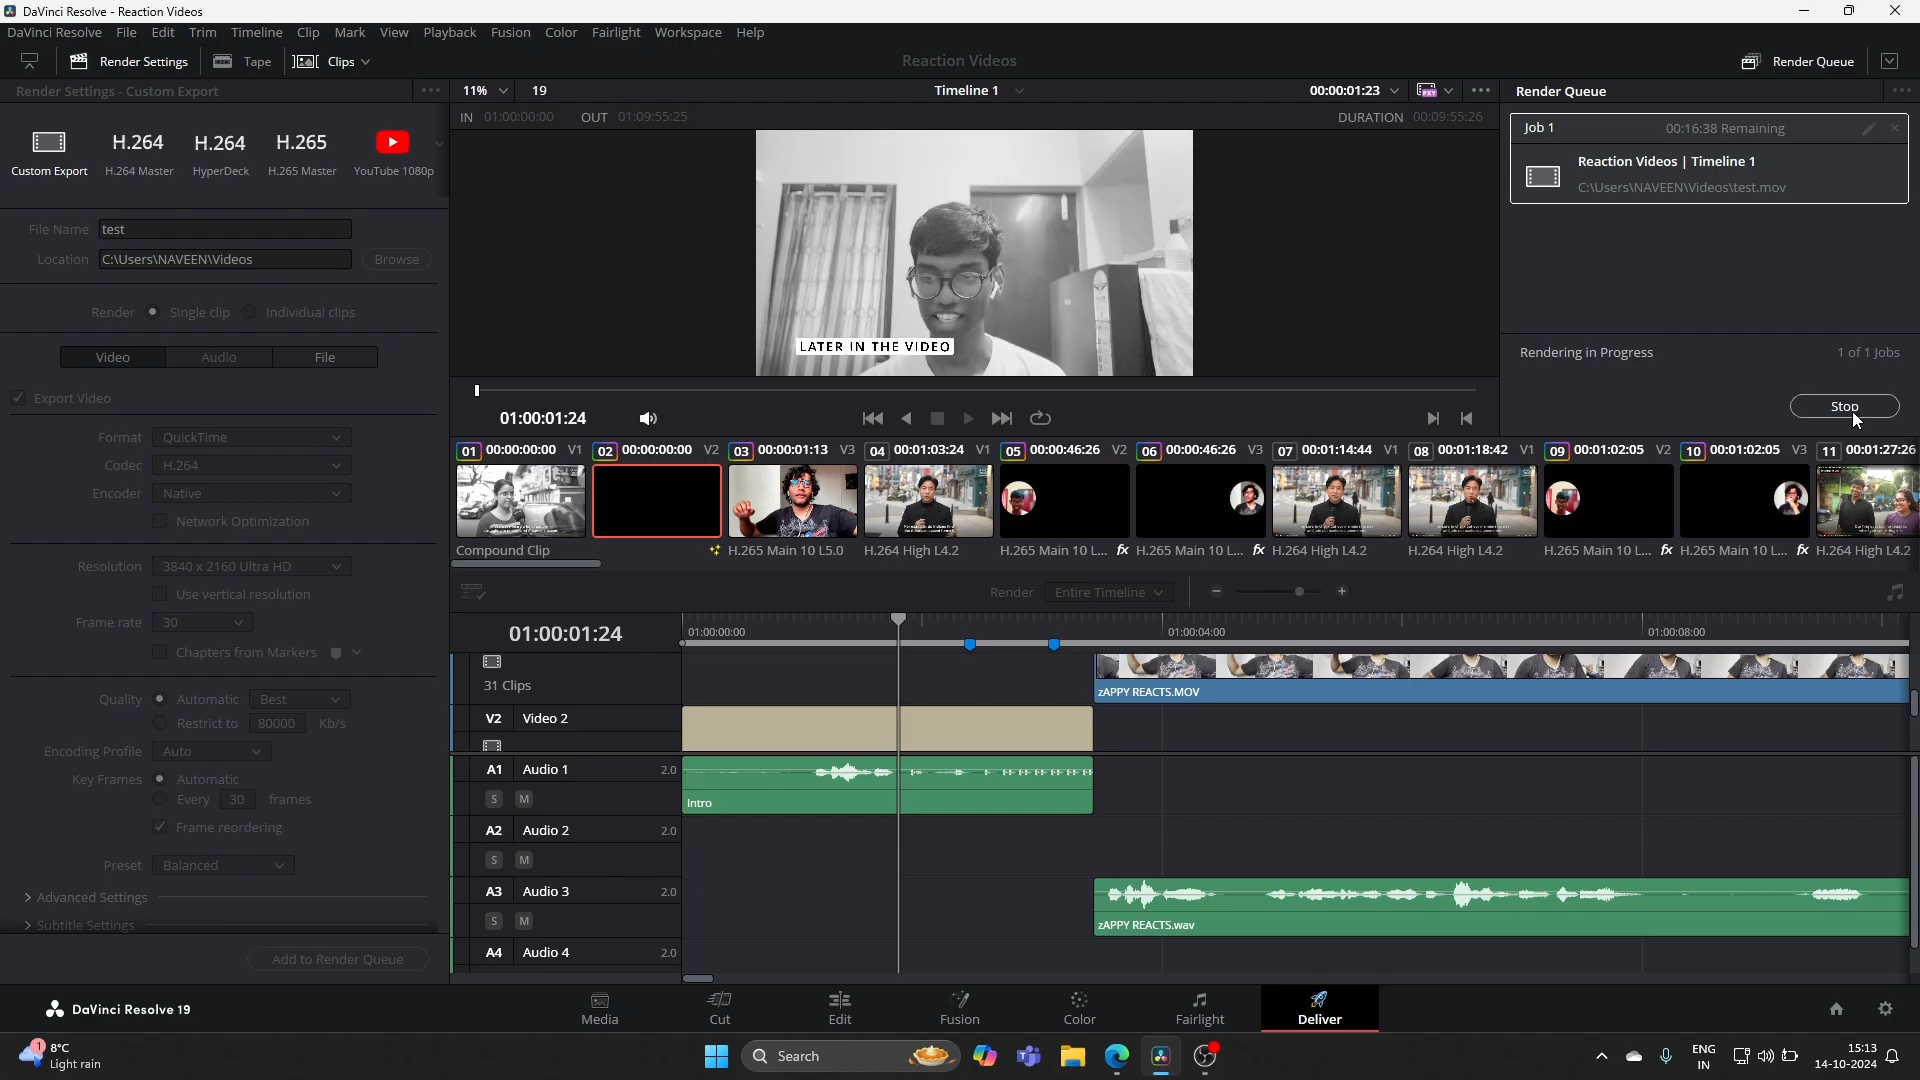 DaVinci Resolve - Reaction Videos
DaVinci Resolve File Edit Trim Timeline Clip Mark View Playback Fusion Color Fairlight Workspace Help
Render Settings Tape Clips Reaction Videos Render Queue
Render Settings - Custom Export
11% 19 Timeline 1 00:00:01:23 PXY
Render Queue
IN 01:00:00:00 OUT 01:09:55:25 DURATION 00:09:55:26
H.264 H.264 H.265
Custom Export H.264 Master HyperDeck H.265 Master YouTube 1080p
Job 1 00:16:38 Remaining
Reaction Videos | Timeline 1
C:\Users\NAVEEN\Videos\test.mov
File Name test
Location C:\Users\NAVEEN\Videos Browse
Render Single clip Individual clips
Video Audio File
Export Video
Format QuickTime
Codec H.264
Encoder Native
Network Optimization
Resolution 3840 x 2160 Ultra HD
Use vertical resolution
Frame rate 30
Chapters from Markers
Quality Automatic Best
Restrict to 80000 Kb/s
Encoding Profile Auto
Key Frames Automatic
Every 30 frames
Frame reordering
Preset Balanced
Advanced Settings
Subtitle Settings
Add to Render Queue
LATER IN THE VIDEO
01:00:01:24
Rendering in Progress 1 of 1 Jobs
Stop
01 00:00:00:00 V1 02 00:00:00:00 V2 03 00:00:01:13 V3 04 00:01:03:24 V1 05 00:00:46:26 V2 06 00:00:46:26 V3 07 00:01:14:44 V1 08 00:01:18:42 V1 09 00:01:02:05 V2 10 00:01:02:05 V3 11 00:01:27:26
Compound Clip H.265 Main 10 L5.0 H.264 High L4.2 H.265 Main 10 L... fx H.265 Main 10 L... fx H.264 High L4.2 H.264 High L4.2 H.265 Main 10 L... fx H.265 Main 10 L... fx H.264 High L4.2
Render Entire Timeline
01:00:01:24 01:00:00:00 01:00:04:00 01:00:08:00
31 Clips
zAPPY REACTS.MOV
V2 Video 2
A1 Audio 1 2.0
S M
Intro
A2 Audio 2 2.0
S M
A3 Audio 3 2.0
S M
zAPPY REACTS.wav
A4 Audio 4 2.0
DaVinci Resolve 19
Media Cut Edit Fusion Color Fairlight Deliver
1
8°C
Light rain
Search
ENG
IN
15:13
14-10-2024